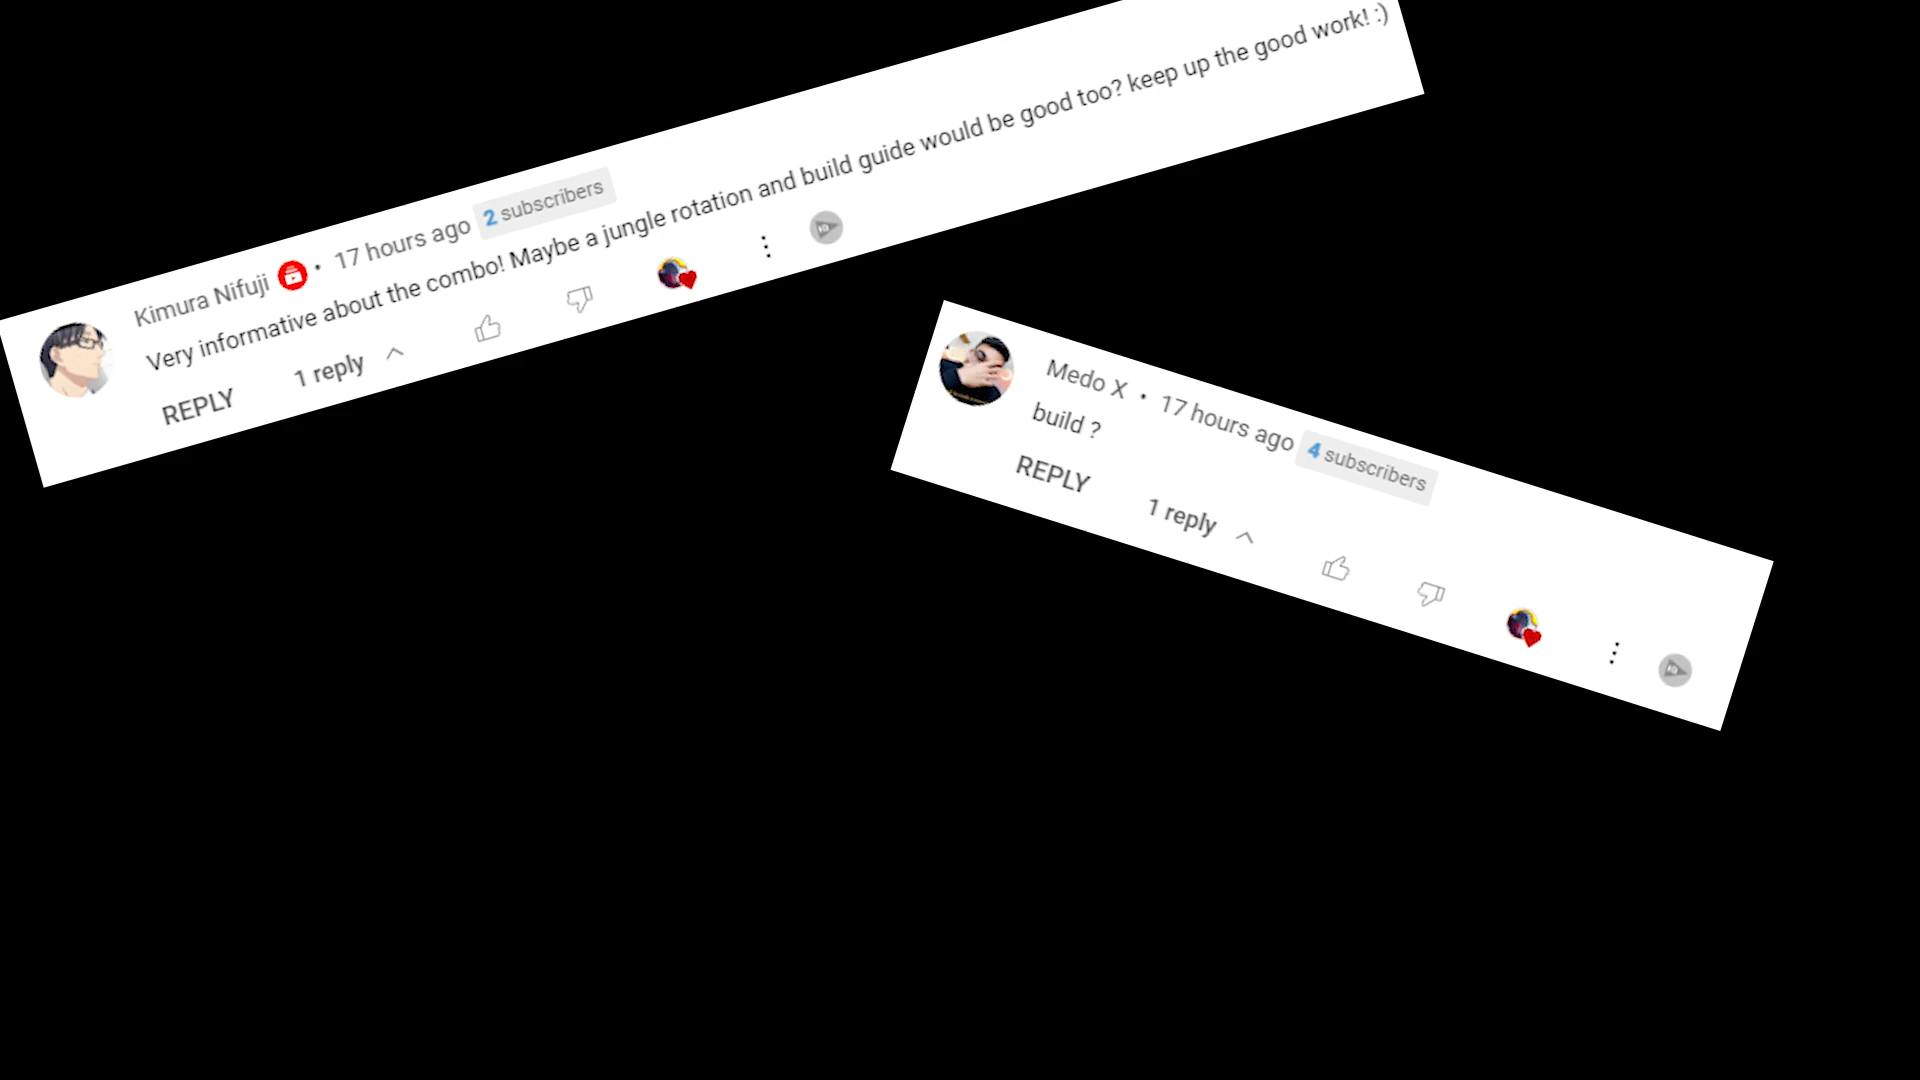 Kimura Nifuji • 17 hours ago 2 subscribers
Very informative about the combo! Maybe a jungle rotation and build guide would be good too? keep up the good work! :)
REPLY 1 reply
Medo X • 17 hours ago 4 subscribers
build ?
REPLY 1 reply